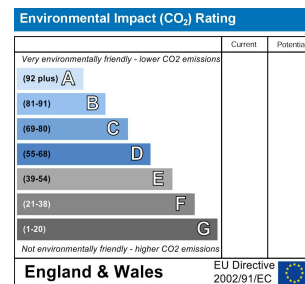 Environmental Impact (CO₂) Rating
Current Potentia
Very environmentally friendly - lower CO2 emissions
(92 plus) A
(81-91) B
(69-80) C
(55-68) D
(39-54) E
(21-38) F
(1-20) G
Not environmentally friendly - higher CO2 emissions
England & Wales
EU Directive
2002/91/EC